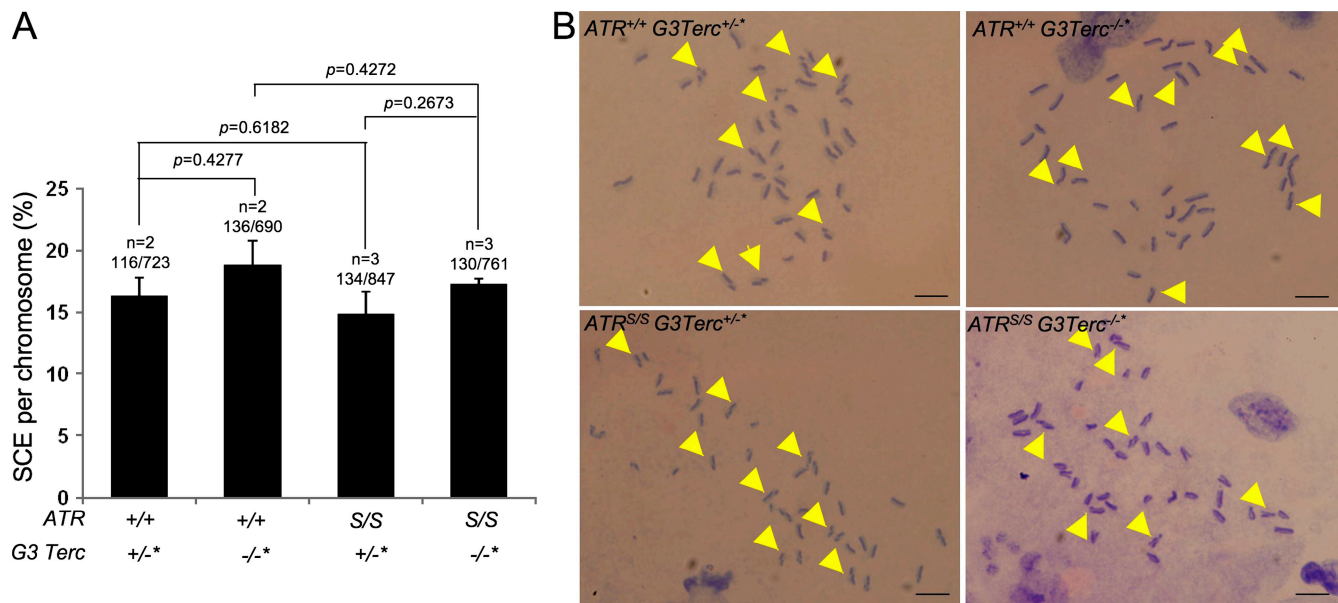 A
p=0.4272
p=0.2673
p=0.6182
p=0.4277
SCE per chromosome (%)
25
20
15
10
5
0
n=2
116/723
n=2
136/690
n=3
134/847
n=3
130/761
ATR +/+ +/+ S/S S/S
G3 Terc +/-* -/-* +/-* -/-*
B
ATR+/+ G3Terc+/-*
ATR+/+ G3Terc-/-*
ATRS/S G3Terc+/-*
ATRS/S G3Terc-/-*